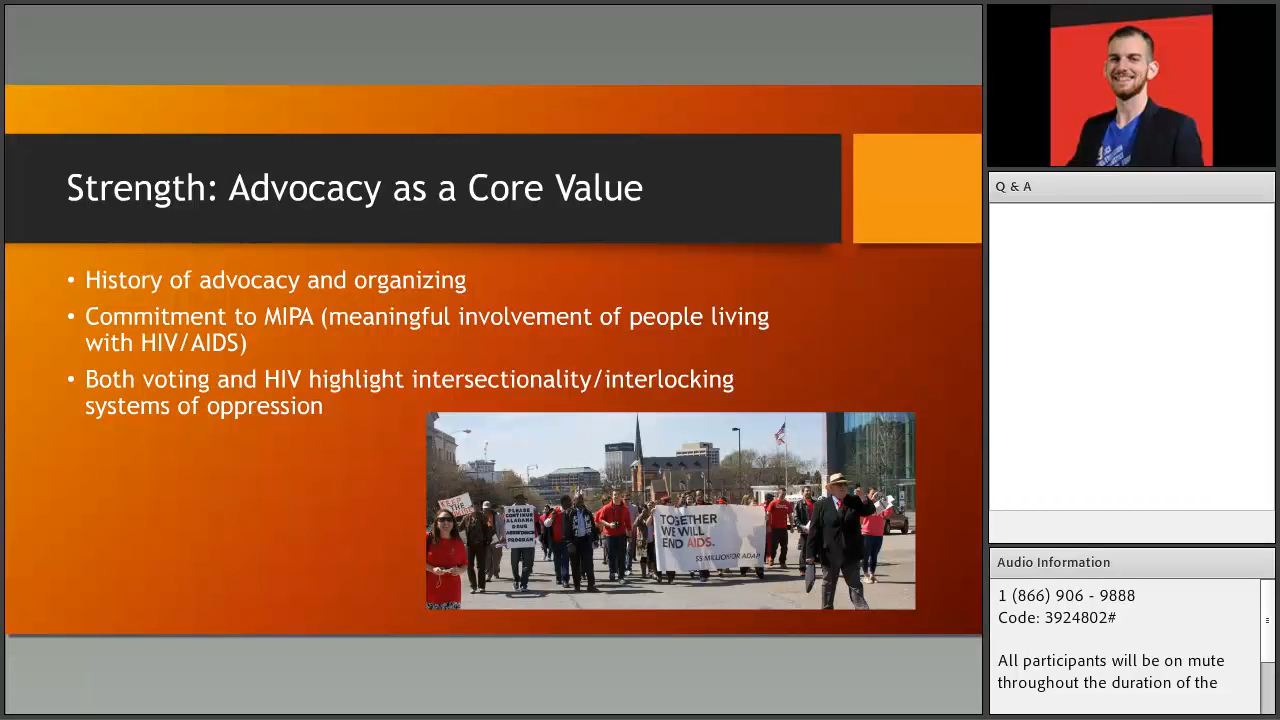 Strength: Advocacy as a Core Value
• History of advocacy and organizing
• Commitment to MIPA (meaningful involvement of people living
with HIV/AIDS)
• Both voting and HIV highlight intersectionality/interlocking
systems of oppression
KEEP
THE
PLEASE
CONTINUE
ALABAMA
DRUG
ASSISTANCE
PROGRAM
TOGETHER
WE WILL
END AIDS.
$5 MILLION FOR ADAP
Q & A
Audio Information
1 (866) 906 - 9888
Code: 3924802#
All participants will be on mute
throughout the duration of the